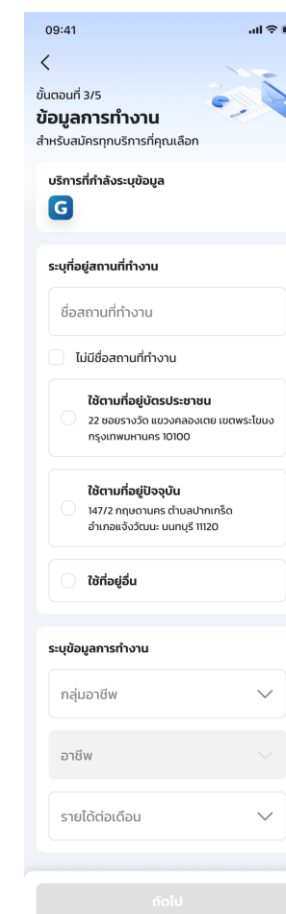 09:41
ขั้นตอนที่ 3/5
ข้อมูลการทำงาน
สำหรับสมัครทุกบริการที่คุณเลือก
บริการที่กำลังระบุข้อมูล
G
ระบุที่อยู่สถานที่ทำงาน
ชื่อสถานที่ทำงาน
ไม่มีชื่อสถานที่ทำงาน
ใช้ตามที่อยู่บัตรประชาชน
22 ซอยรางวัด แขวงคลองเตย เขตพระโขนง
กรุงเทพมหานคร 10100
ใช้ตามที่อยู่ปัจจุบัน
147/2 กฤษดานคร ตำบลปากเกร็ด
อำเภอแจ้งวัฒนะ นนทบุรี 11120
ใช้ที่อยู่อื่น
ระบุข้อมูลการทำงาน
กลุ่มอาชีพ
อาชีพ
รายได้ต่อเดือน
ถัดไป